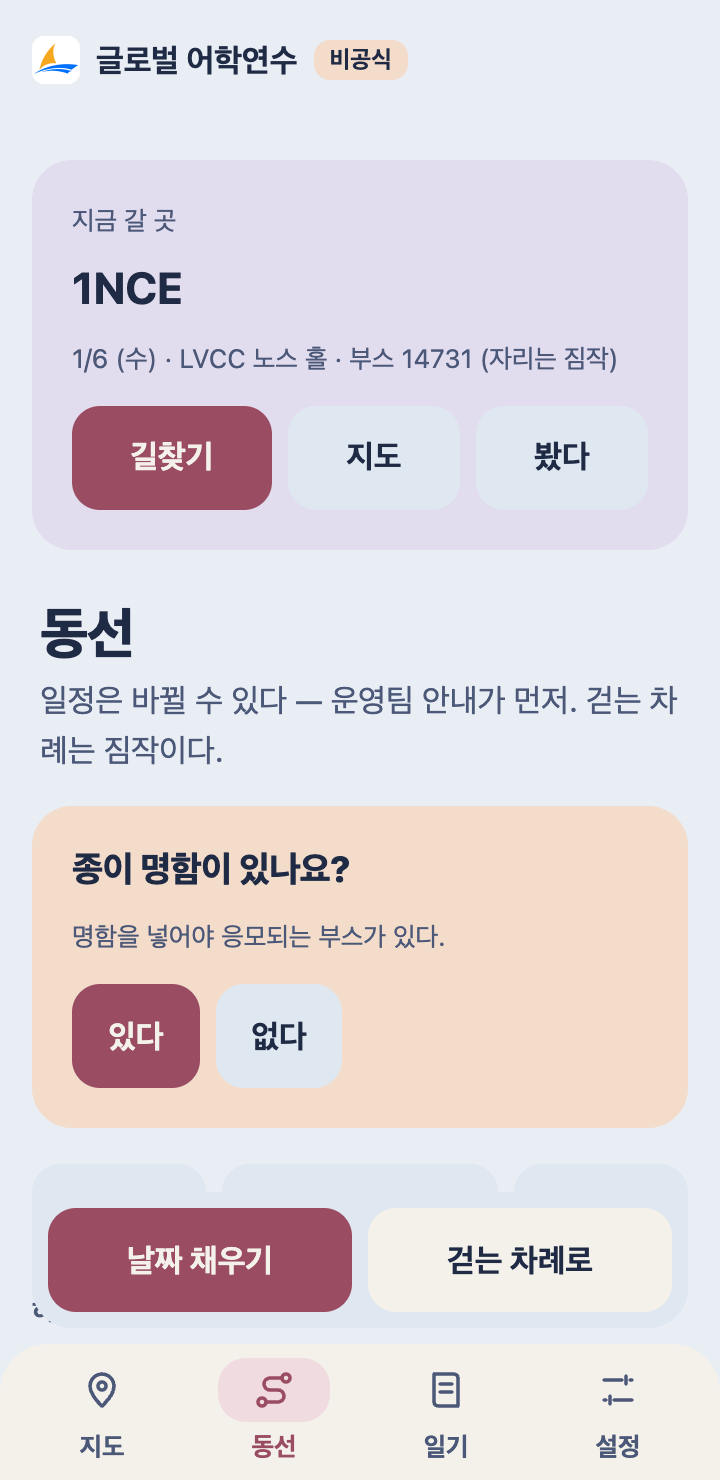 글로벌 어학연수 비공식
지금 갈 곳
1NCE
1/6 (수) · LVCC 노스 홀 · 부스 14731 (자리는 짐작)
길찾기 지도 봤다
동선
일정은 바뀔 수 있다 — 운영팀 안내가 먼저. 걷는 차
례는 짐작이다.
종이 명함이 있나요?
명함을 넣어야 응모되는 부스가 있다.
있다 없다
날짜 채우기 걷는 차례로
지도 동선 일기 설정